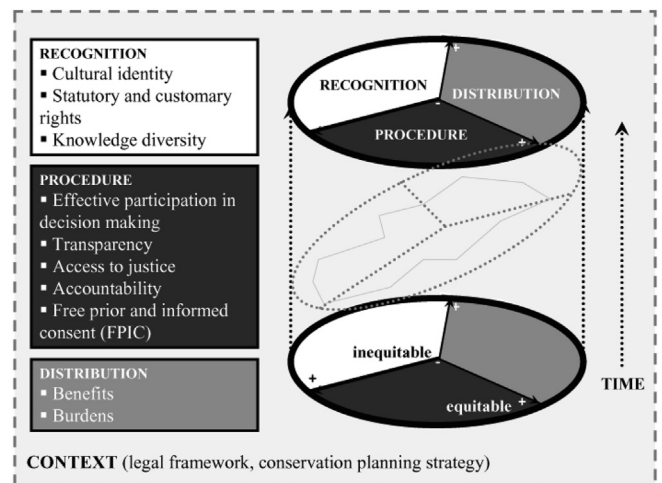 RECOGNITION
▪ Cultural identity
▪ Statutory and customary
rights
▪ Knowledge diversity
PROCEDURE
▪ Effective participation in
decision making
▪ Transparency
▪ Access to justice
▪ Accountability
▪ Free prior and informed
consent (FPIC)
DISTRIBUTION
▪ Benefits
▪ Burdens
+
RECOGNITION
DISTRIBUTION
-
PROCEDURE
+
+
inequitable
-
+
equitable
+
TIME
CONTEXT (legal framework, conservation planning strategy)